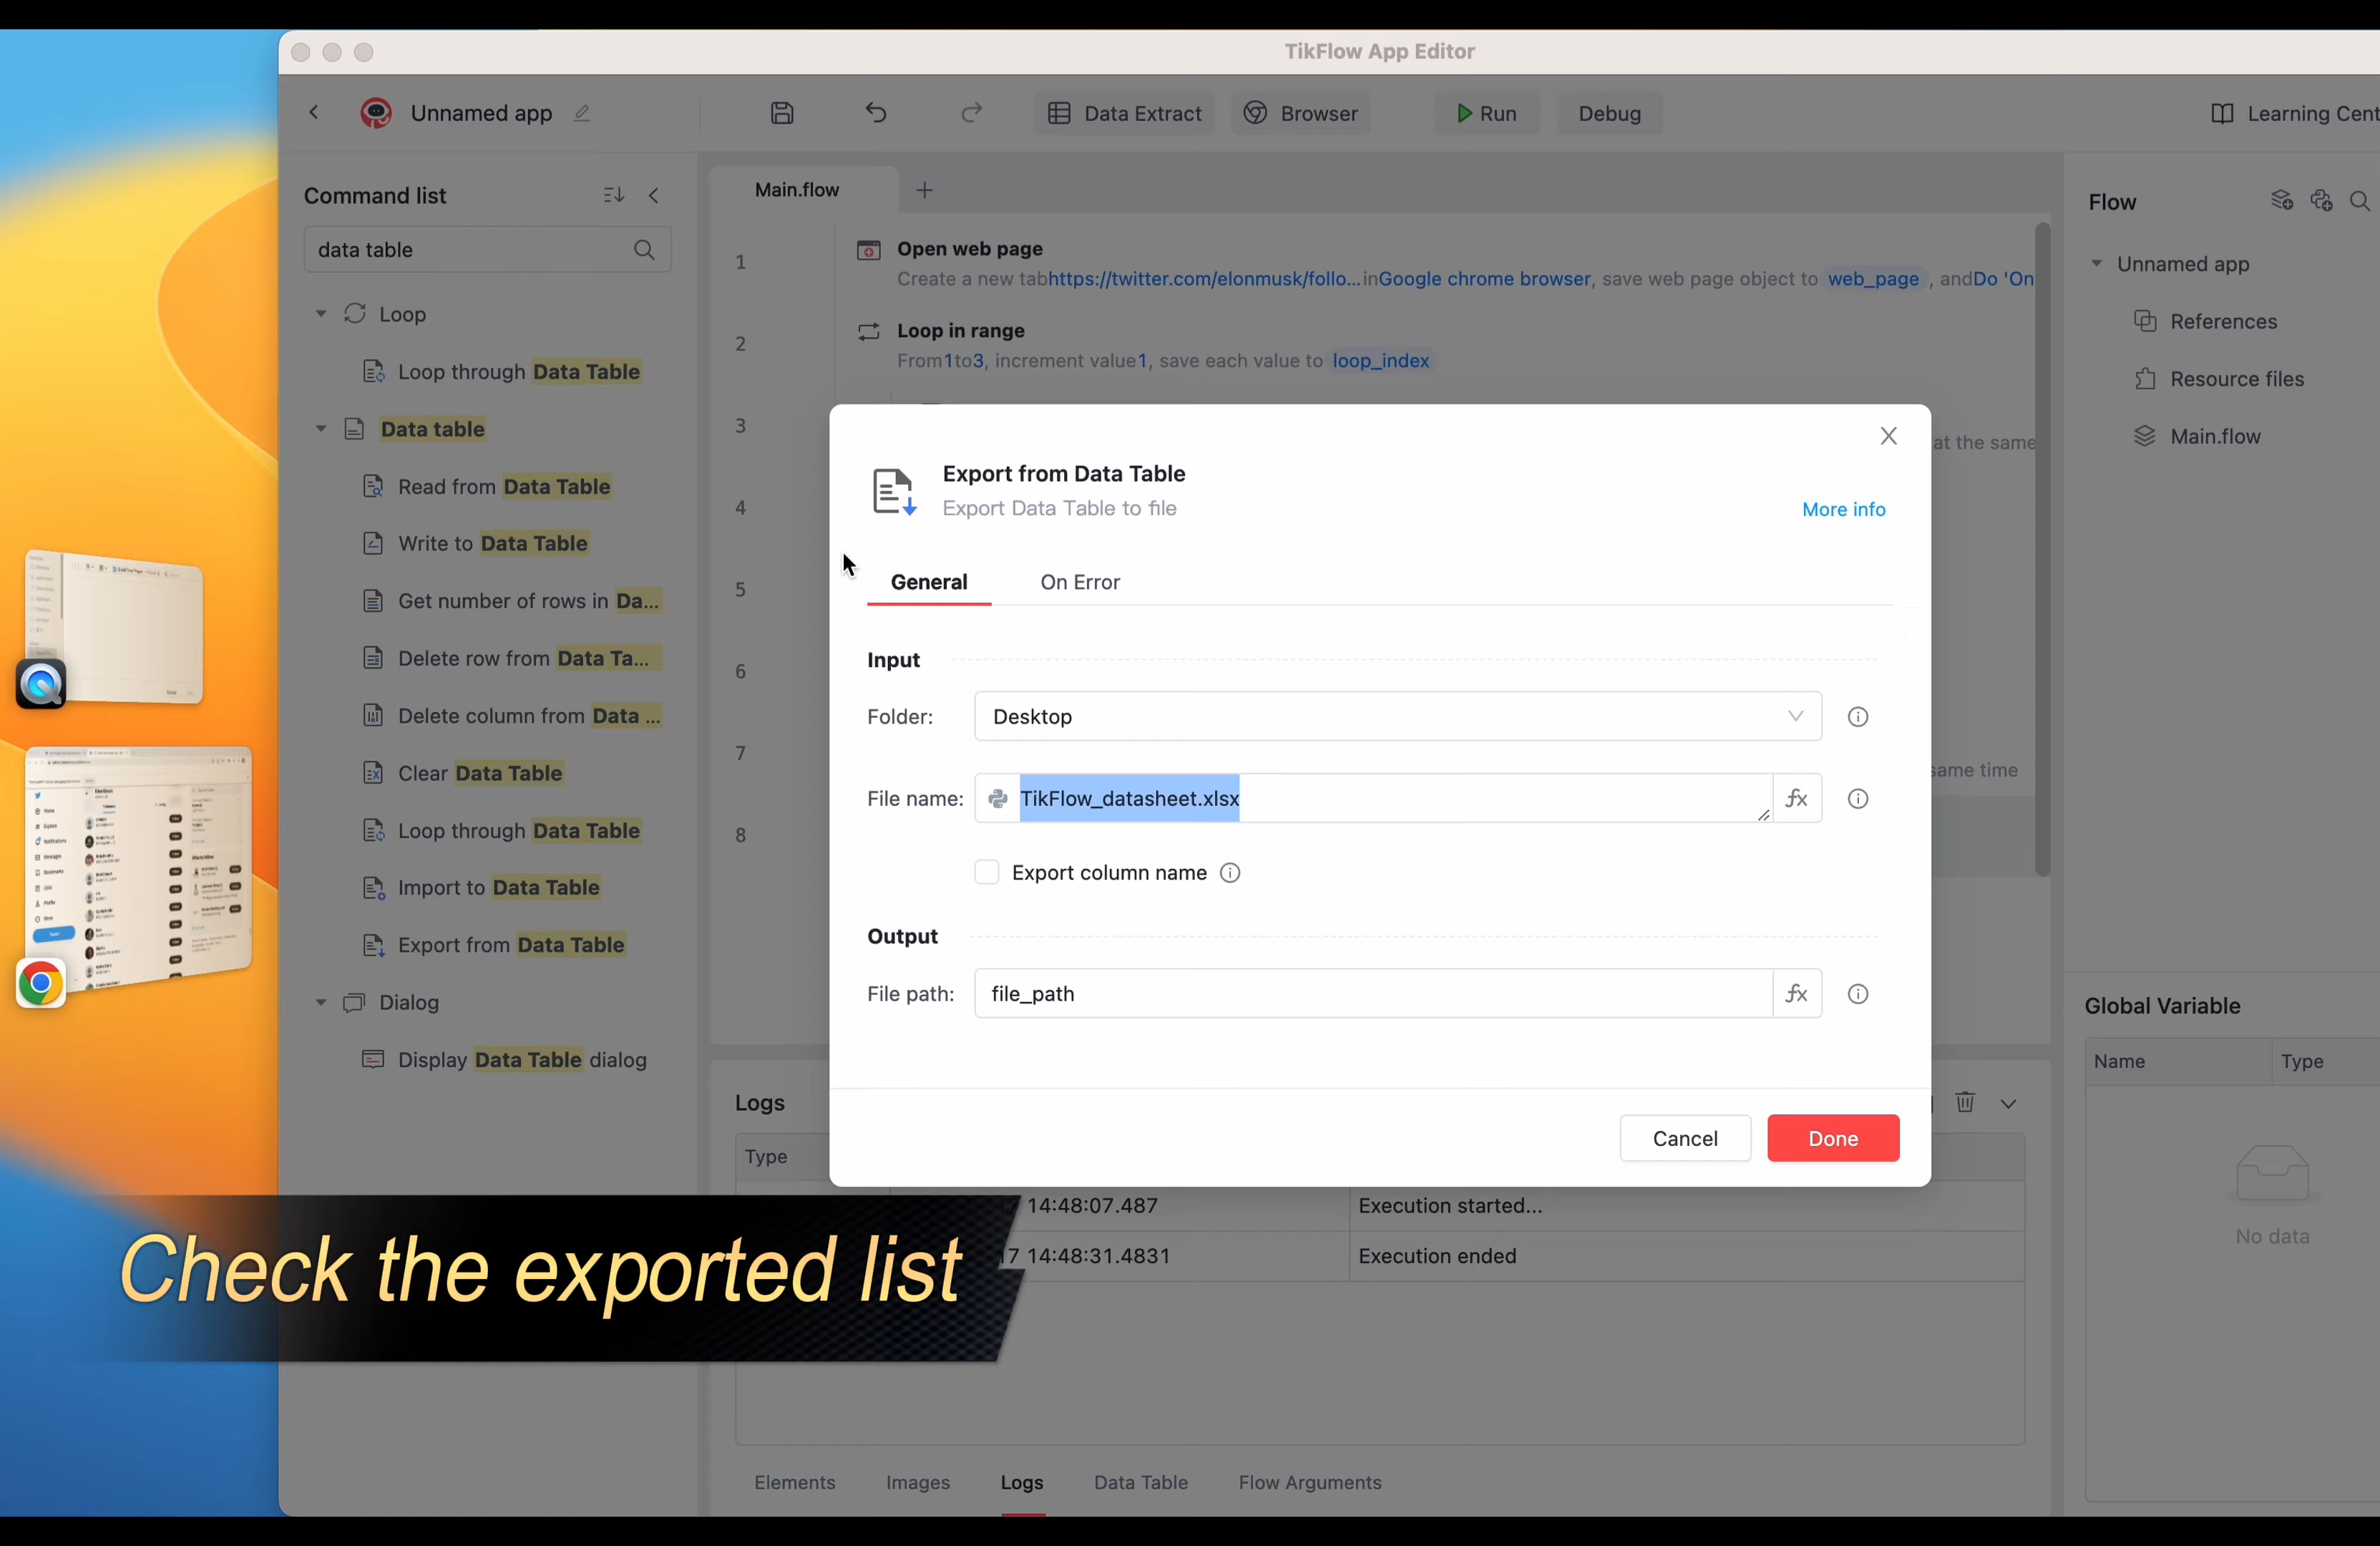 TikFlow App Editor
Unnamed app
Data Extract
Browser
Run
Debug
Learning Cent
Command list
data table
Loop
Loop through Data Table
Data table
Read from Data Table
Write to Data Table
Get number of rows in Da...
Delete row from Data Ta...
Delete column from Data ...
Clear Data Table
Loop through Data Table
Import to Data Table
Export from Data Table
Dialog
Display Data Table dialog
Main.flow
1
Open web page
Create a new tabhttps://twitter.com/elonmusk/follo...inGoogle chrome browser, save web page object to web_page , andDo 'On
2
Loop in range
From1to3, increment value1, save each value to loop_index
3
at the same
4
5
6
7
same time
8
Export from Data Table
Export Data Table to file
More info
General
On Error
Input
Folder:
Desktop
File name:
TikFlow_datasheet.xlsx
fx
Export column name
Output
File path:
file_path
fx
Cancel
Done
Logs
Type
14:48:07.487
Execution started...
17 14:48:31.4831
Execution ended
Check the exported list
Elements
Images
Logs
Data Table
Flow Arguments
Flow
Unnamed app
References
Resource files
Main.flow
Global Variable
Name
Type
No data